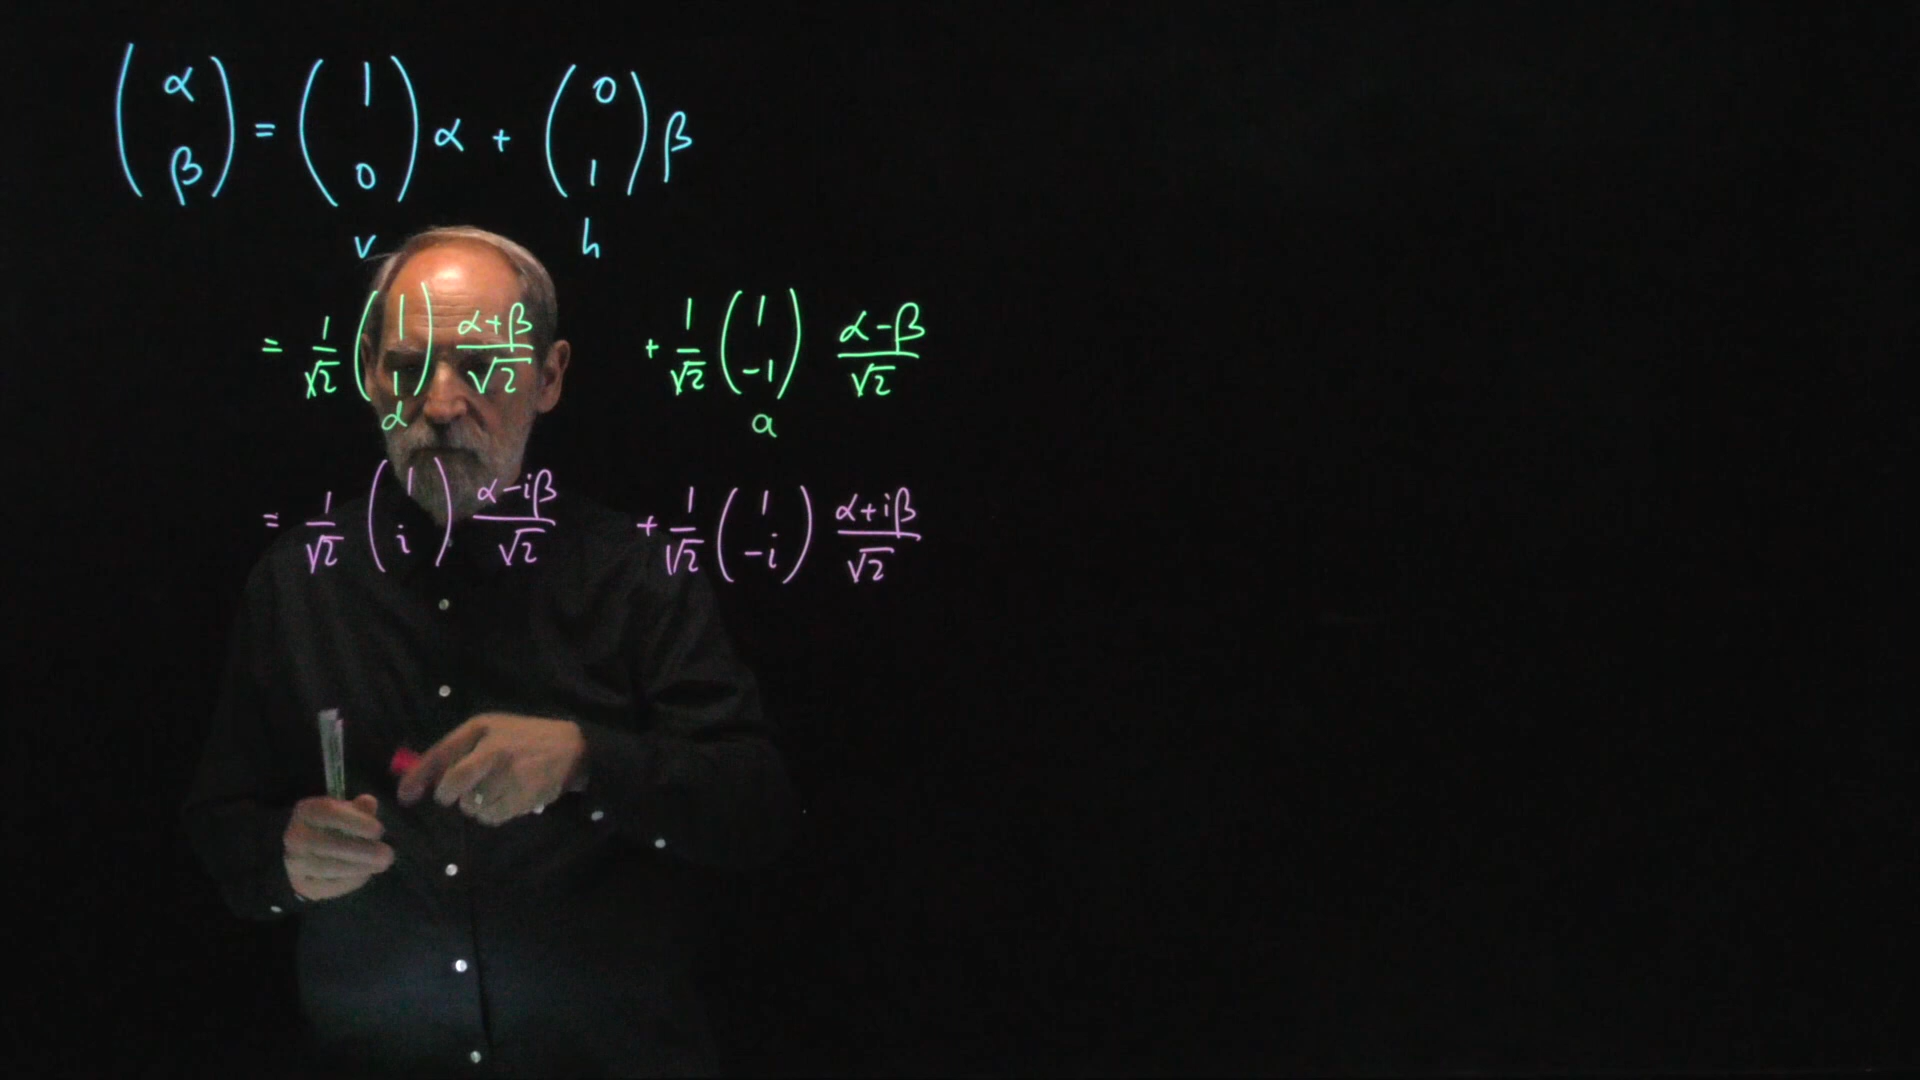 (α β) = (1 0) α + (0 1) β
v h
= 1/√2 (1 1) α+β/√2 + 1/√2 (1 -1) α-β/√2
d a
= 1/√2 (1 i) α-iβ/√2 + 1/√2 (1 -i) α+iβ/√2